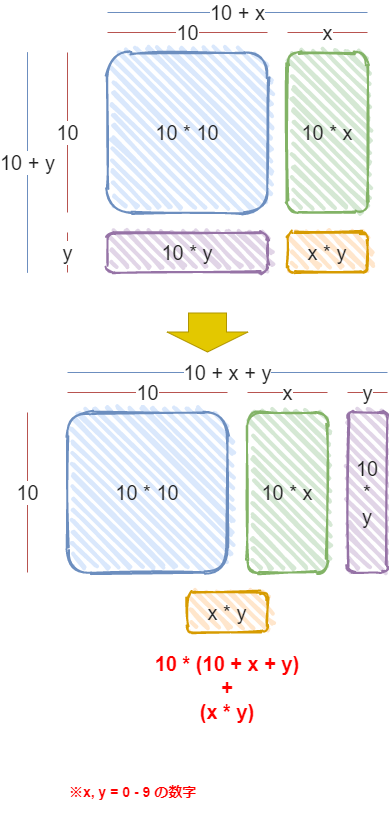 10 + x
10
x
10 + y
10
10 * 10
10 * x
y
10 * y
x * y
10 + x + y
10
x
y
10
10 * 10
10 * x
10
*
y
x * y
10 * (10 + x + y)
+
(x * y)
※x, y = 0 - 9 の数字